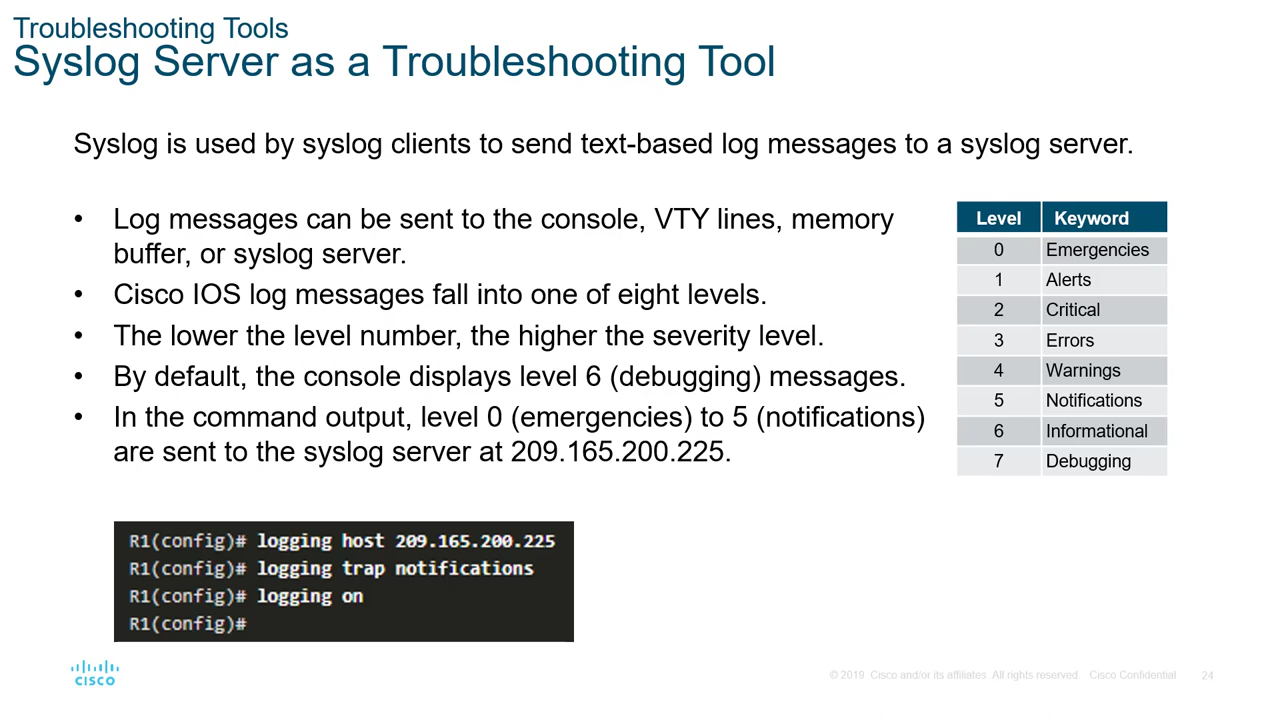 Troubleshooting Tools
Syslog Server as a Troubleshooting Tool
Syslog is used by syslog clients to send text-based log messages to a syslog server.
• Log messages can be sent to the console, VTY lines, memory
buffer, or syslog server.
• Cisco IOS log messages fall into one of eight levels.
• The lower the level number, the higher the severity level.
• By default, the console displays level 6 (debugging) messages.
• In the command output, level 0 (emergencies) to 5 (notifications)
are sent to the syslog server at 209.165.200.225.
Level Keyword
0 Emergencies
1 Alerts
2 Critical
3 Errors
4 Warnings
5 Notifications
6 Informational
7 Debugging
R1(config)# logging host 209.165.200.225
R1(config)# logging trap notifications
R1(config)# logging on
R1(config)#
CISCO
© 2019 Cisco and/or its affiliates. All rights reserved. Cisco Confidential 24